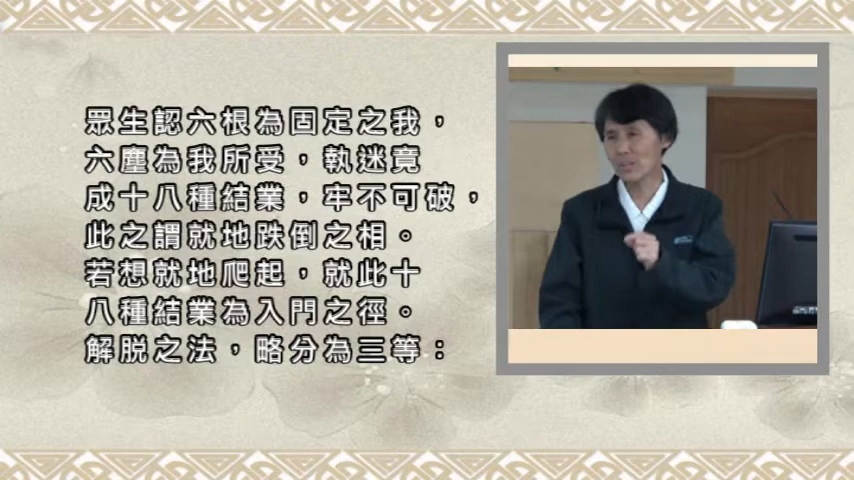 眾生認六根為固定之我，
六塵為我所受，執迷竟
成十八種結業，牢不可破，
此之謂就地跌倒之相。
若想就地爬起，就此十
八種結業為入門之徑。
解脱之法，略分為三等：